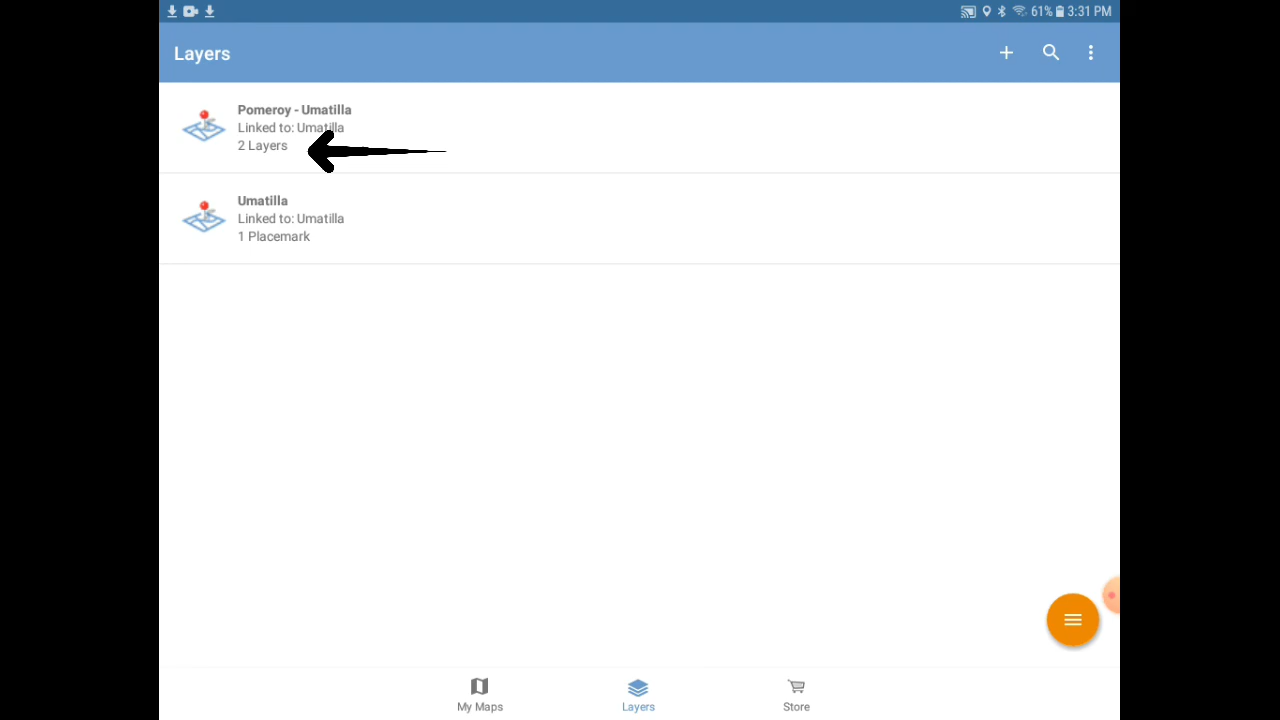 61% 3:31 PM
Layers
Pomeroy - Umatilla
Linked to: Umatilla
2 Layers
Umatilla
Linked to: Umatilla
1 Placemark
My Maps
Layers
Store